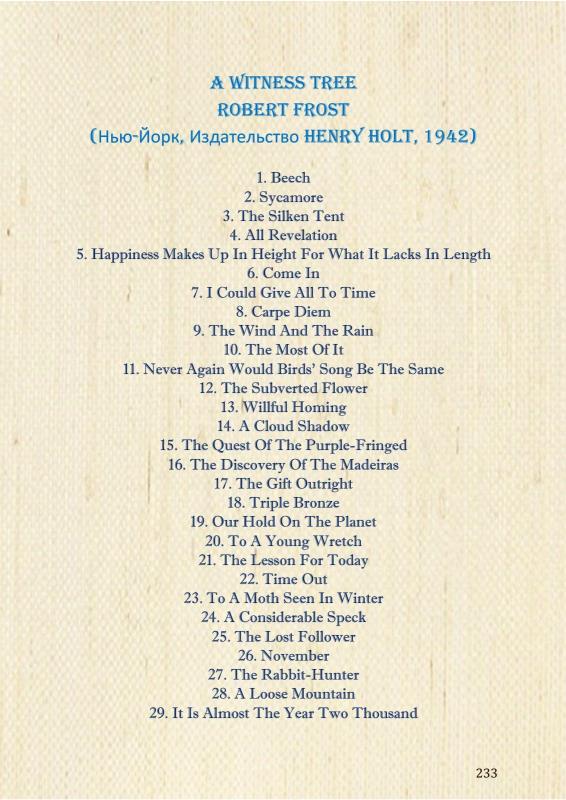 A WITNESS TREE
ROBERT FROST
(Нью-Йорк, Издательство HENRY HOLT, 1942)
1. Beech
2. Sycamore
3. The Silken Tent
4. All Revelation
5. Happiness Makes Up In Height For What It Lacks In Length
6. Come In
7. I Could Give All To Time
8. Carpe Diem
9. The Wind And The Rain
10. The Most Of It
11. Never Again Would Birds’ Song Be The Same
12. The Subverted Flower
13. Willful Homing
14. A Cloud Shadow
15. The Quest Of The Purple-Fringed
16. The Discovery Of The Madeiras
17. The Gift Outright
18. Triple Bronze
19. Our Hold On The Planet
20. To A Young Wretch
21. The Lesson For Today
22. Time Out
23. To A Moth Seen In Winter
24. A Considerable Speck
25. The Lost Follower
26. November
27. The Rabbit-Hunter
28. A Loose Mountain
29. It Is Almost The Year Two Thousand
233